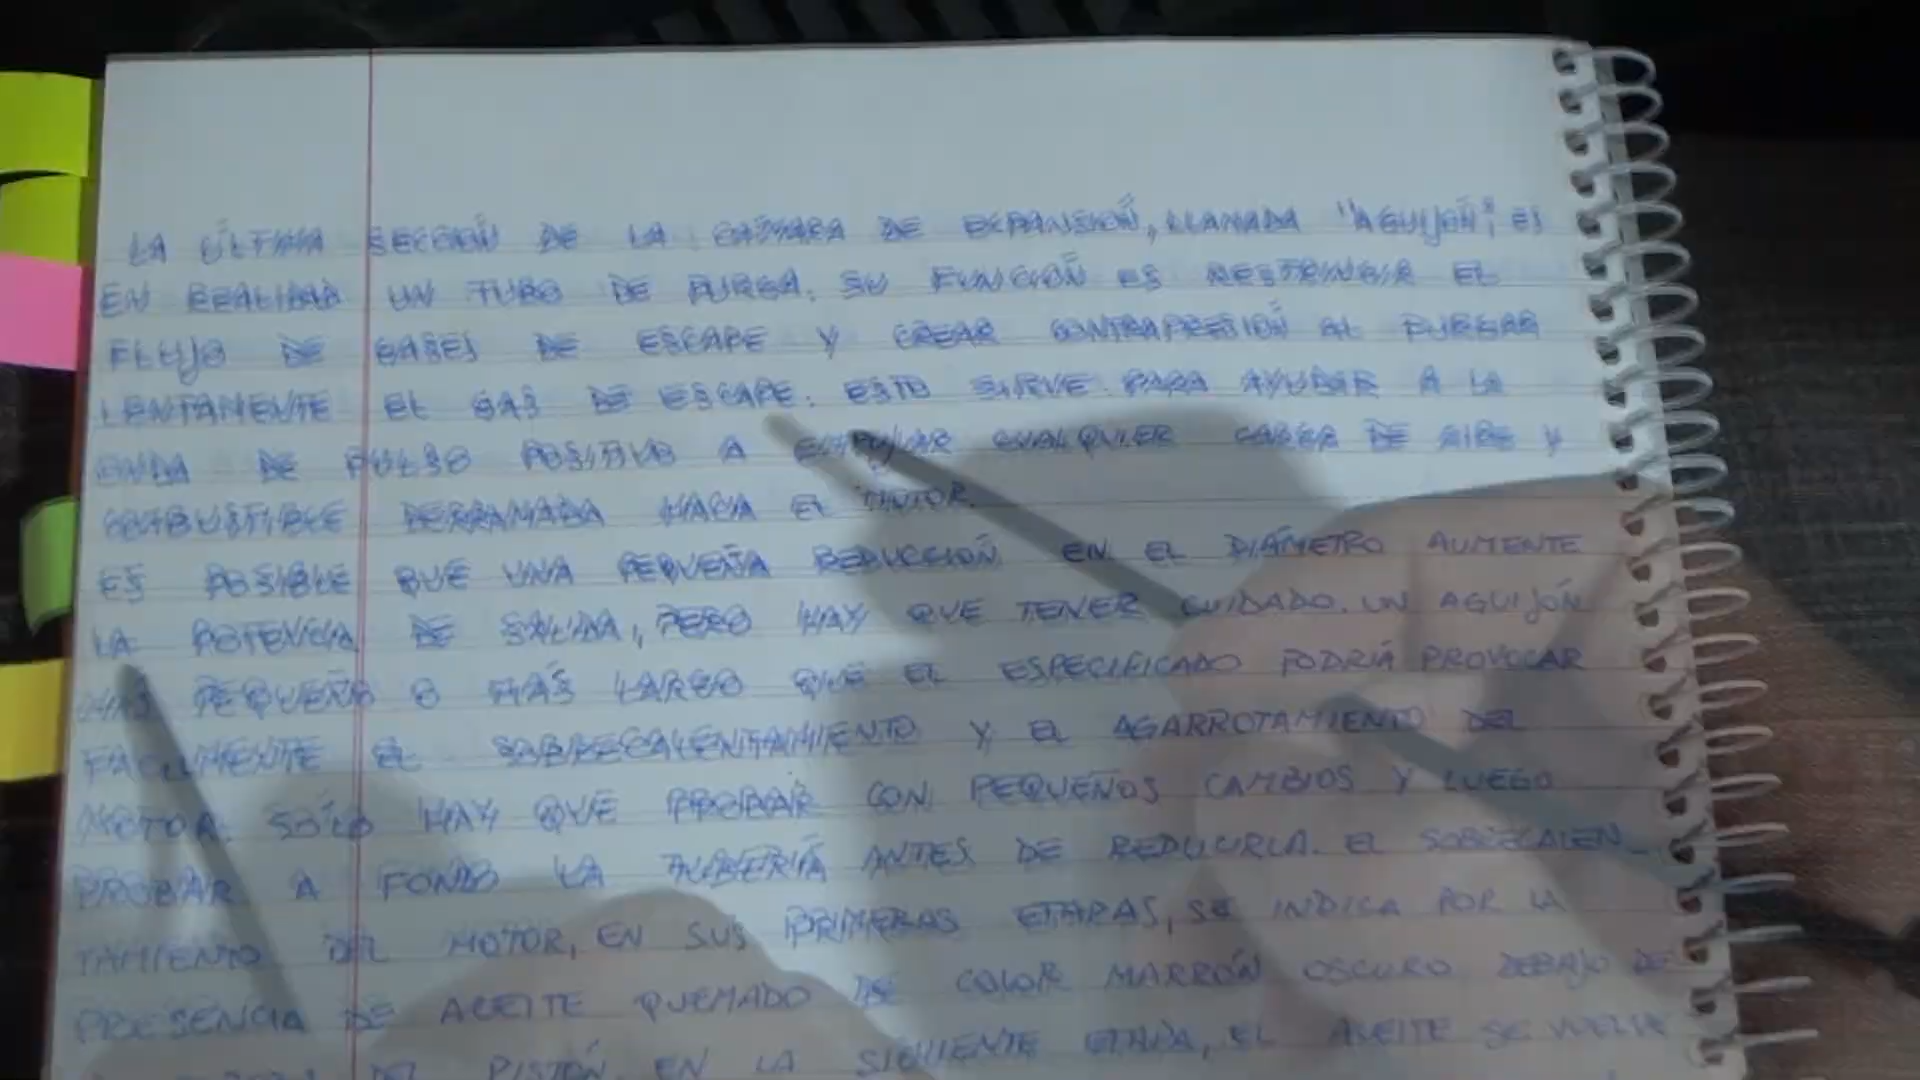 LA ÚLTIMA SECCIÓN DE LA CÁMARA DE EXPANSIÓN, LLAMADA "AGUIJÓN", ES
EN REALIDAD UN TUBO DE PURGA. SU FUNCIÓN ES RESTRINGIR EL
FLUJO DE GASES DE ESCAPE Y CREAR CONTRAPRESIÓN AL PURGAR
LENTAMENTE EL GAS DE ESCAPE. ESTO SIRVE PARA AYUDAR A LA
ONDA DE PULSO POSITIVO A EMPUJAR CUALQUIER CARGA DE AIRE Y
COMBUSTIBLE DERRAMADA HACIA EL MOTOR.
ES POSIBLE QUE UNA PEQUEÑA REDUCCIÓN EN EL DIÁMETRO AUMENTE
LA POTENCIA DE SALIDA, PERO HAY QUE TENER CUIDADO. UN AGUIJÓN
MÁS PEQUEÑO O MÁS LARGO QUE EL ESPECIFICADO PODRÍA PROVOCAR
FACILMENTE EL SOBRECALENTAMIENTO Y EL AGARROTAMIENTO DEL
MOTOR. SÓLO HAY QUE PROBAR CON PEQUEÑOS CAMBIOS Y LUEGO
PROBAR A FONDO LA TUBERÍA ANTES DE REDUCIRLA. EL SOBRECALEN_
TAMIENTO DEL MOTOR, EN SUS PRIMERAS ETAPAS, SE INDICA POR LA
PRESENCIA DE ACEITE QUEMADO DE COLOR MARRÓN OSCURO DEBAJO DE
DEL PISTÓN. EN LA SIGUIENTE ETAPA, EL ACEITE SE VUELVE